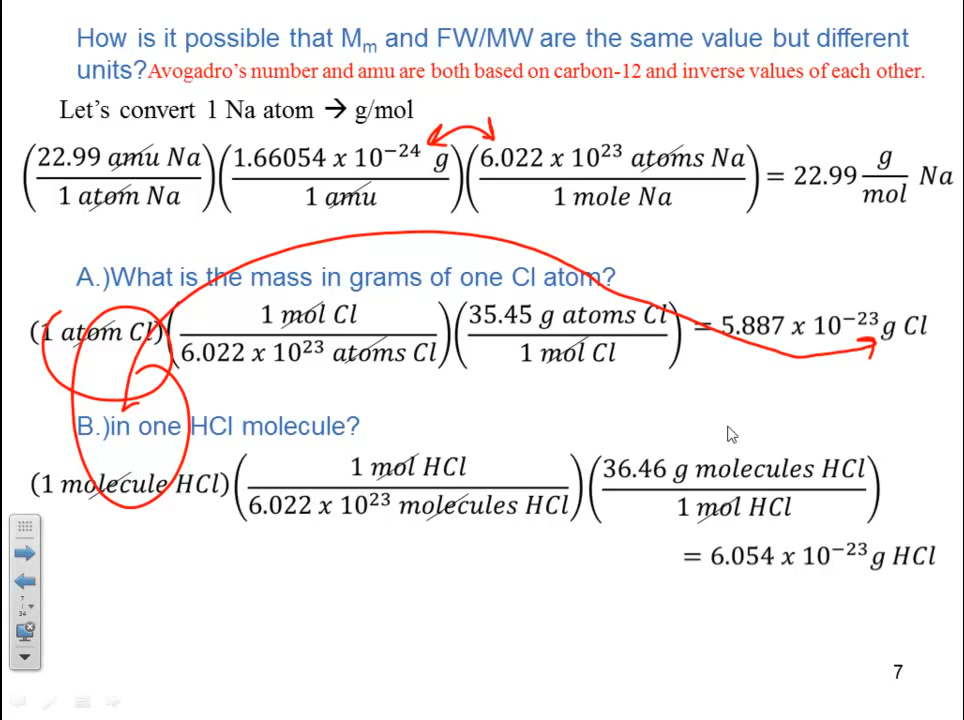 How is it possible that Mₘ and FW/MW are the same value but different
units? Avogadro's number and amu are both based on carbon-12 and inverse values of each other.
Let's convert 1 Na atom → g/mol
(22.99 amu Na / 1 atom Na)(1.66054 x 10⁻²⁴ g / 1 amu)(6.022 x 10²³ atoms Na / 1 mole Na) = 22.99 g/mol Na
A.)What is the mass in grams of one Cl atom?
(1 atom Cl)(1 mol Cl / 6.022 x 10²³ atoms Cl)(35.45 g atoms Cl / 1 mol Cl) = 5.887 x 10⁻²³ g Cl
B.)in one HCl molecule?
(1 molecule HCl)(1 mol HCl / 6.022 x 10²³ molecules HCl)(36.46 g molecules HCl / 1 mol HCl)
= 6.054 x 10⁻²³ g HCl
7
/
34
7